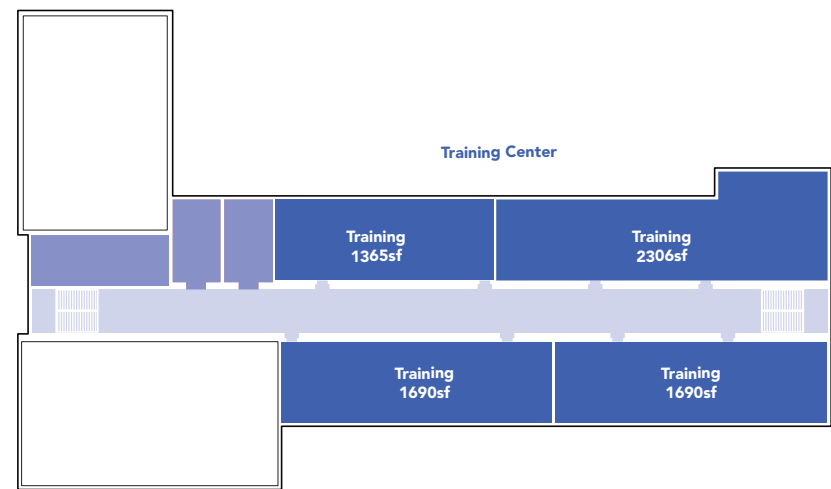 Training Center
Training
1365sf
Training
2306sf
Training
1690sf
Training
1690sf